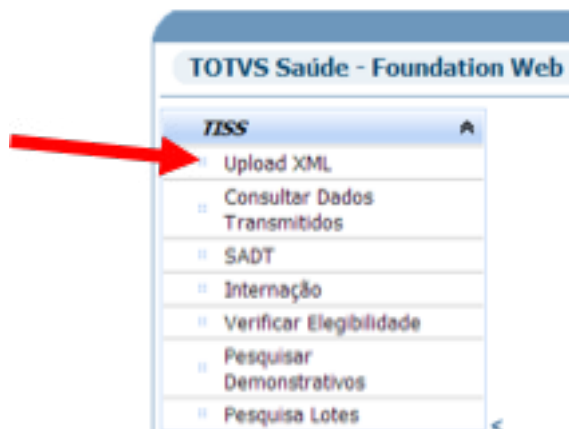 TOTVS Saúde - Foundation Web
TISS
Upload XML
Consultar Dados
Transmitidos
SADT
Internação
Verificar Elegibilidade
Pesquisar
Demonstrativos
Pesquisa Lotes
<